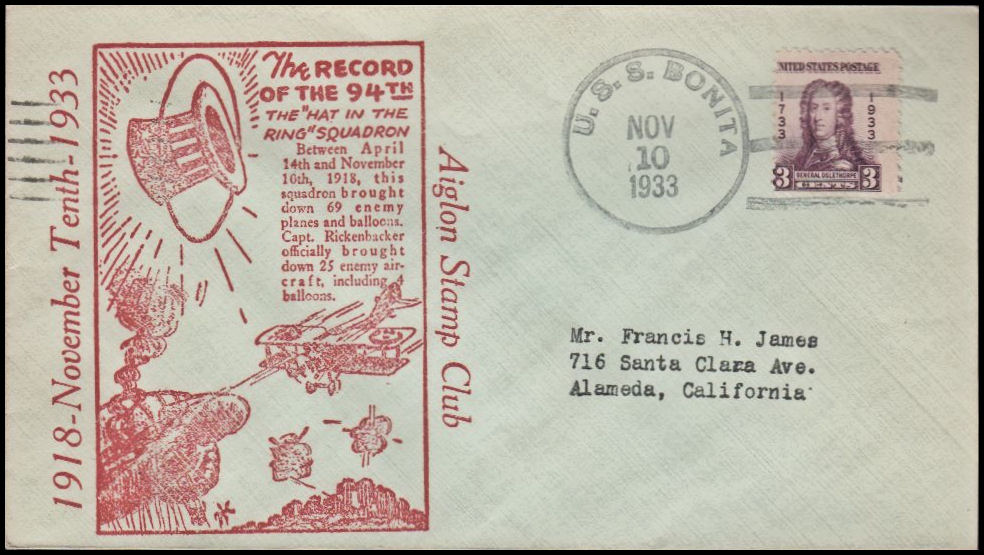 1918-November Tenth-1933
The RECORD
OF THE 94TH
THE "HAT IN THE
RING" SQUADRON
Between April
14th and November
10th, 1918, this
squadron brought
down 69 enemy
planes and balloons.
Capt. Rickenbacker
officially brought
down 25 enemy air-
craft, including 4
balloons.
Aiglon Stamp Club
U. S. S. BONITA
NOV
10
1933
NITED STATES POSTAGE
1733
1933
3 GENERAL OGLETHORPE 3
CENTS
Mr. Francis H. James
716 Santa Clara Ave.
Alameda, California